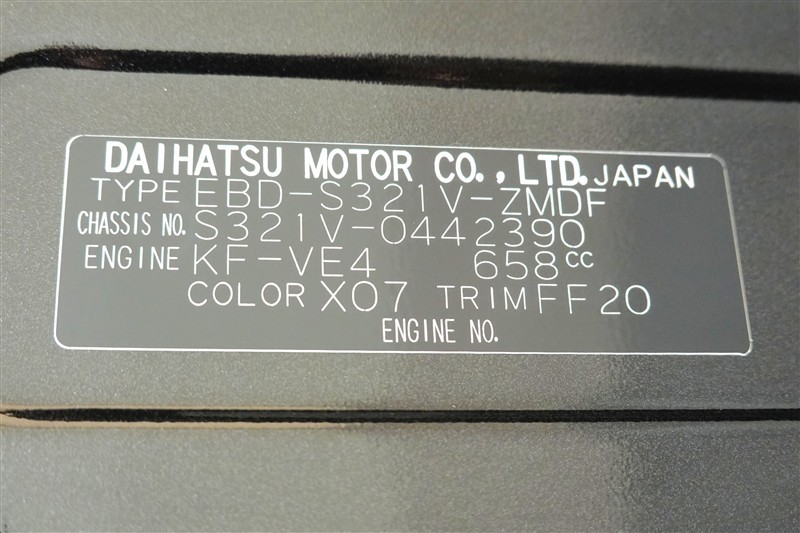 DAIHATSU MOTOR CO., LTD. JAPAN
TYPE EBD-S321V-ZMDF
CHASSIS NO. S321V-0442390
ENGINE KF-VE4 658cc
COLOR X07 TRIM FF20
ENGINE NO.